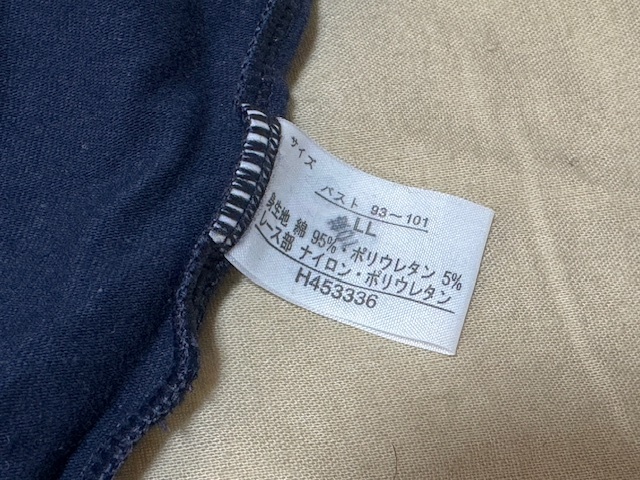 サイズ
バスト 93~101
LL
身生地 綿 95%・ポリウレタン 5%
レース部 ナイロン・ポリウレタン
H453336